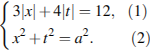 3|x| + 4|t| = 12, (1)
x² + t² = a². (2)